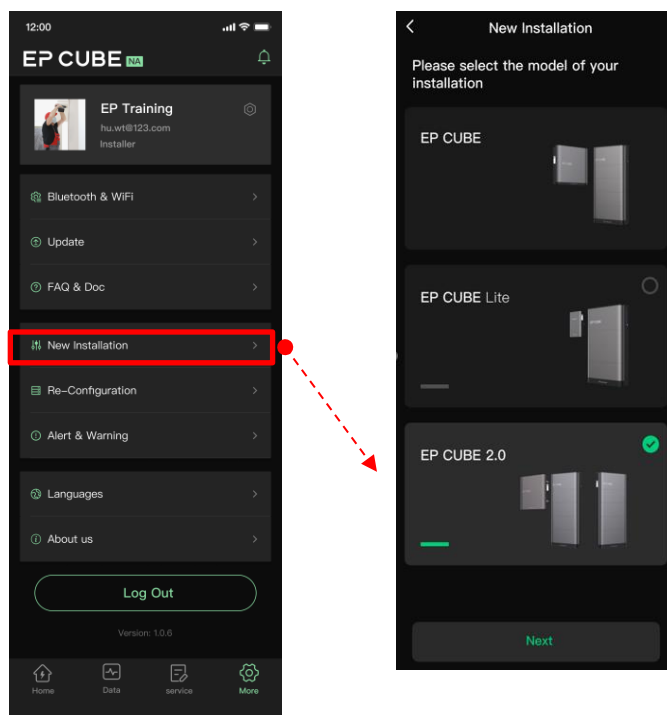 12:00
EP CUBE NA
EP Training
hu.wt@123.com
Installer
Bluetooth & WiFi
Update
FAQ & Doc
New Installation
Re-Configuration
Alert & Warning
Languages
About us
Log Out
Version: 1.0.6
Home
Data
service
More
New Installation
Please select the model of your
installation
EP CUBE
EP CUBE Lite
EP CUBE 2.0
Next